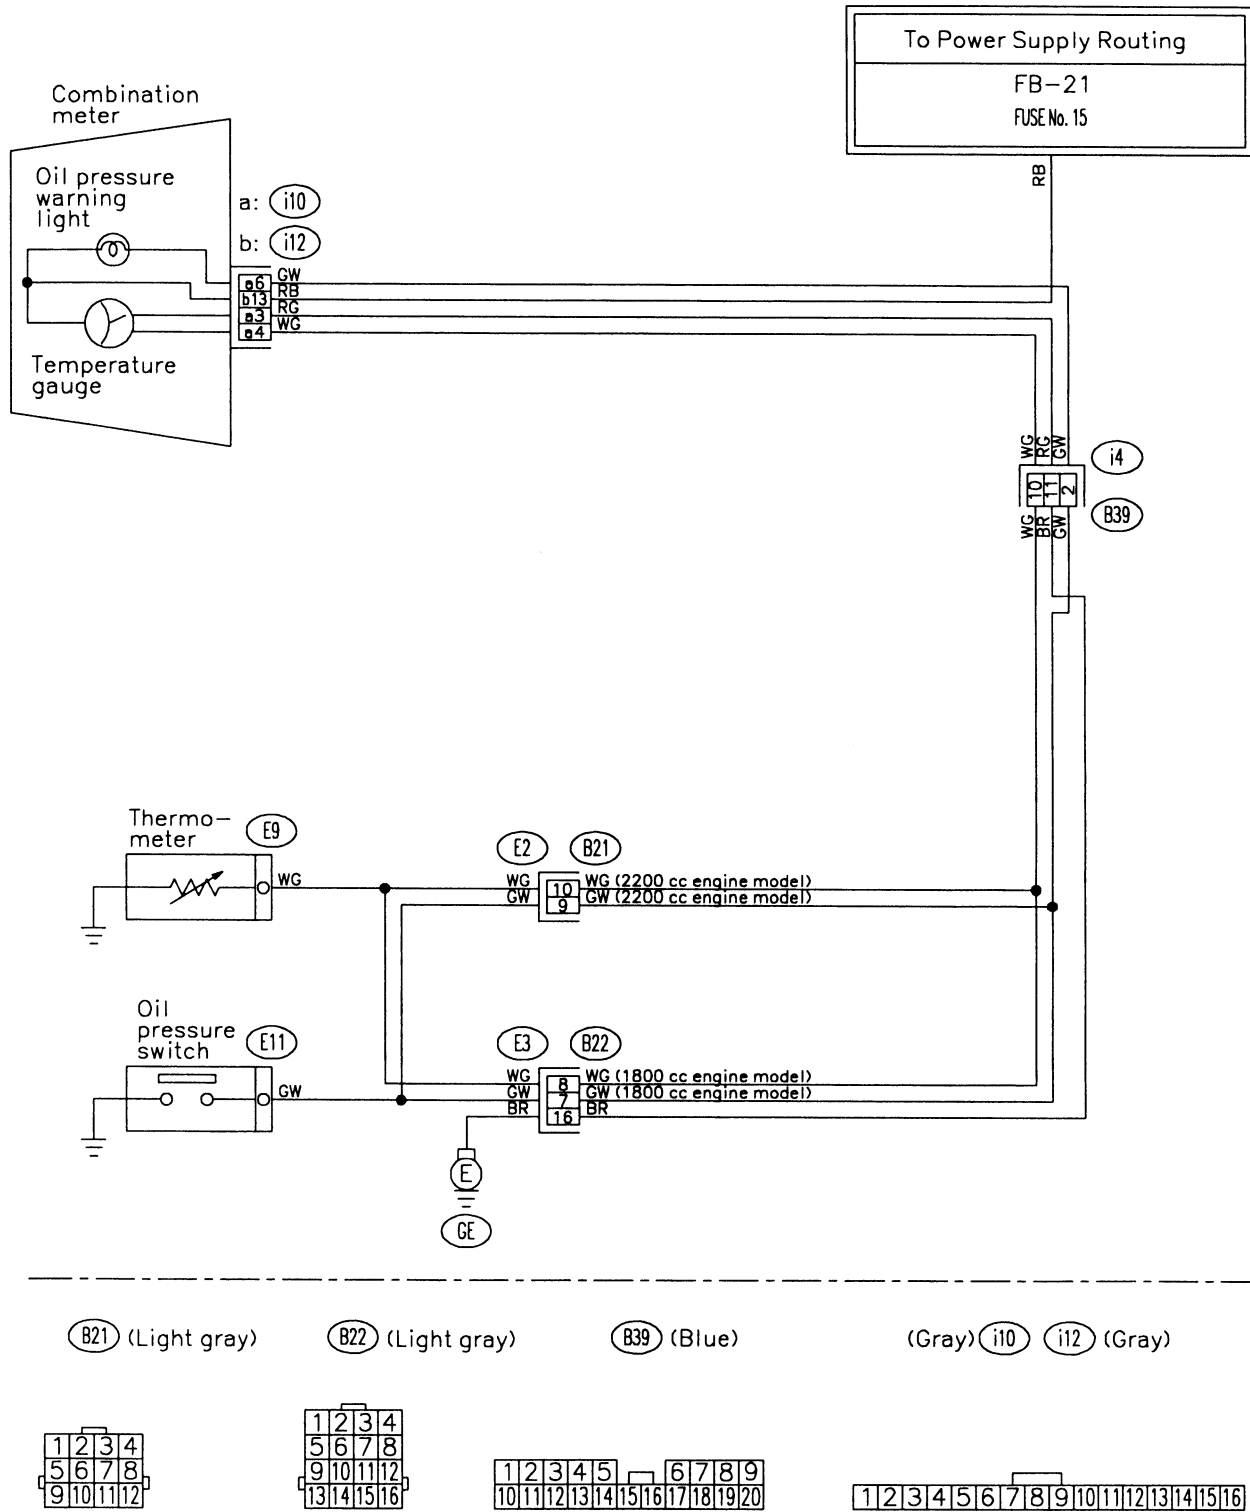 To Power Supply Routing
FB-21
FUSE No. 15
RB
Combination
meter
Oil pressure
warning
light
a: i10
b: i12
a6 GW
b13 RB
a3 RG
a4 WG
Temperature
gauge
WG RG GW
i4
10 11 2
B39
WG BR GW
Thermo-
meter
E9
WG
E2 B21
WG 10 WG (2200 cc engine model)
GW 9 GW (2200 cc engine model)
Oil
pressure
switch
E11
GW
E3 B22
WG 8 WG (1800 cc engine model)
GW 7 GW (1800 cc engine model)
BR 16 BR
E
GE
B21 (Light gray)
B22 (Light gray)
B39 (Blue)
(Gray) i10 i12 (Gray)
1 2 3 4
5 6 7 8
9 10 11 12
1 2 3 4
5 6 7 8
9 10 11 12
13 14 15 16
1 2 3 4 5 6 7 8 9
10 11 12 13 14 15 16 17 18 19 20
1 2 3 4 5 6 7 8 9 10 11 12 13 14 15 16